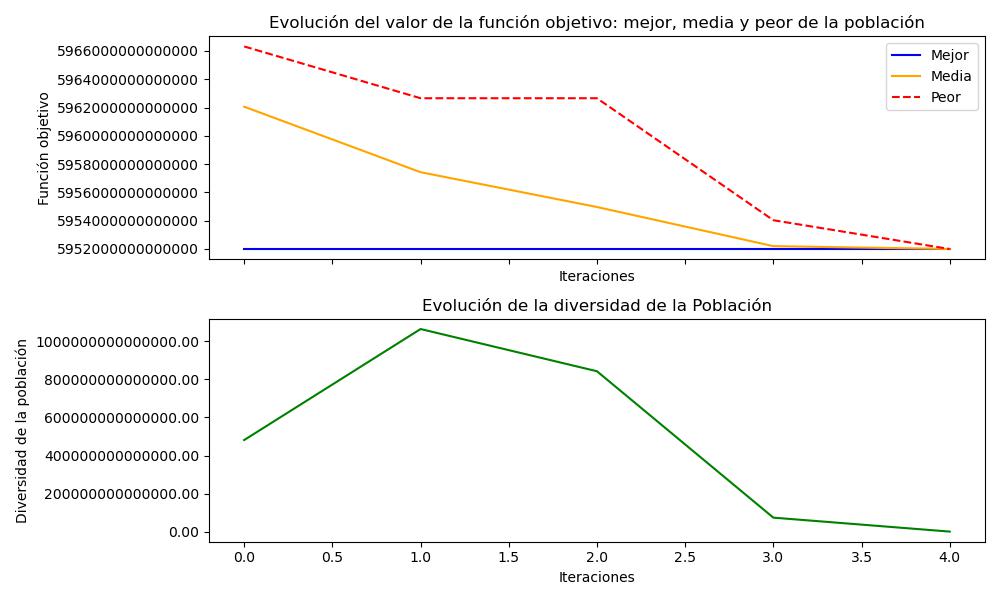 Evolución del valor de la función objetivo: mejor, media y peor de la población
5966000000000000
5964000000000000
5962000000000000
5960000000000000
5958000000000000
5956000000000000
5954000000000000
5952000000000000
Función objetivo
Mejor
Media
Peor
Iteraciones
Evolución de la diversidad de la Población
1000000000000000.00
800000000000000.00
600000000000000.00
400000000000000.00
200000000000000.00
0.00
Diversidad de la población
0.0 0.5 1.0 1.5 2.0 2.5 3.0 3.5 4.0
Iteraciones